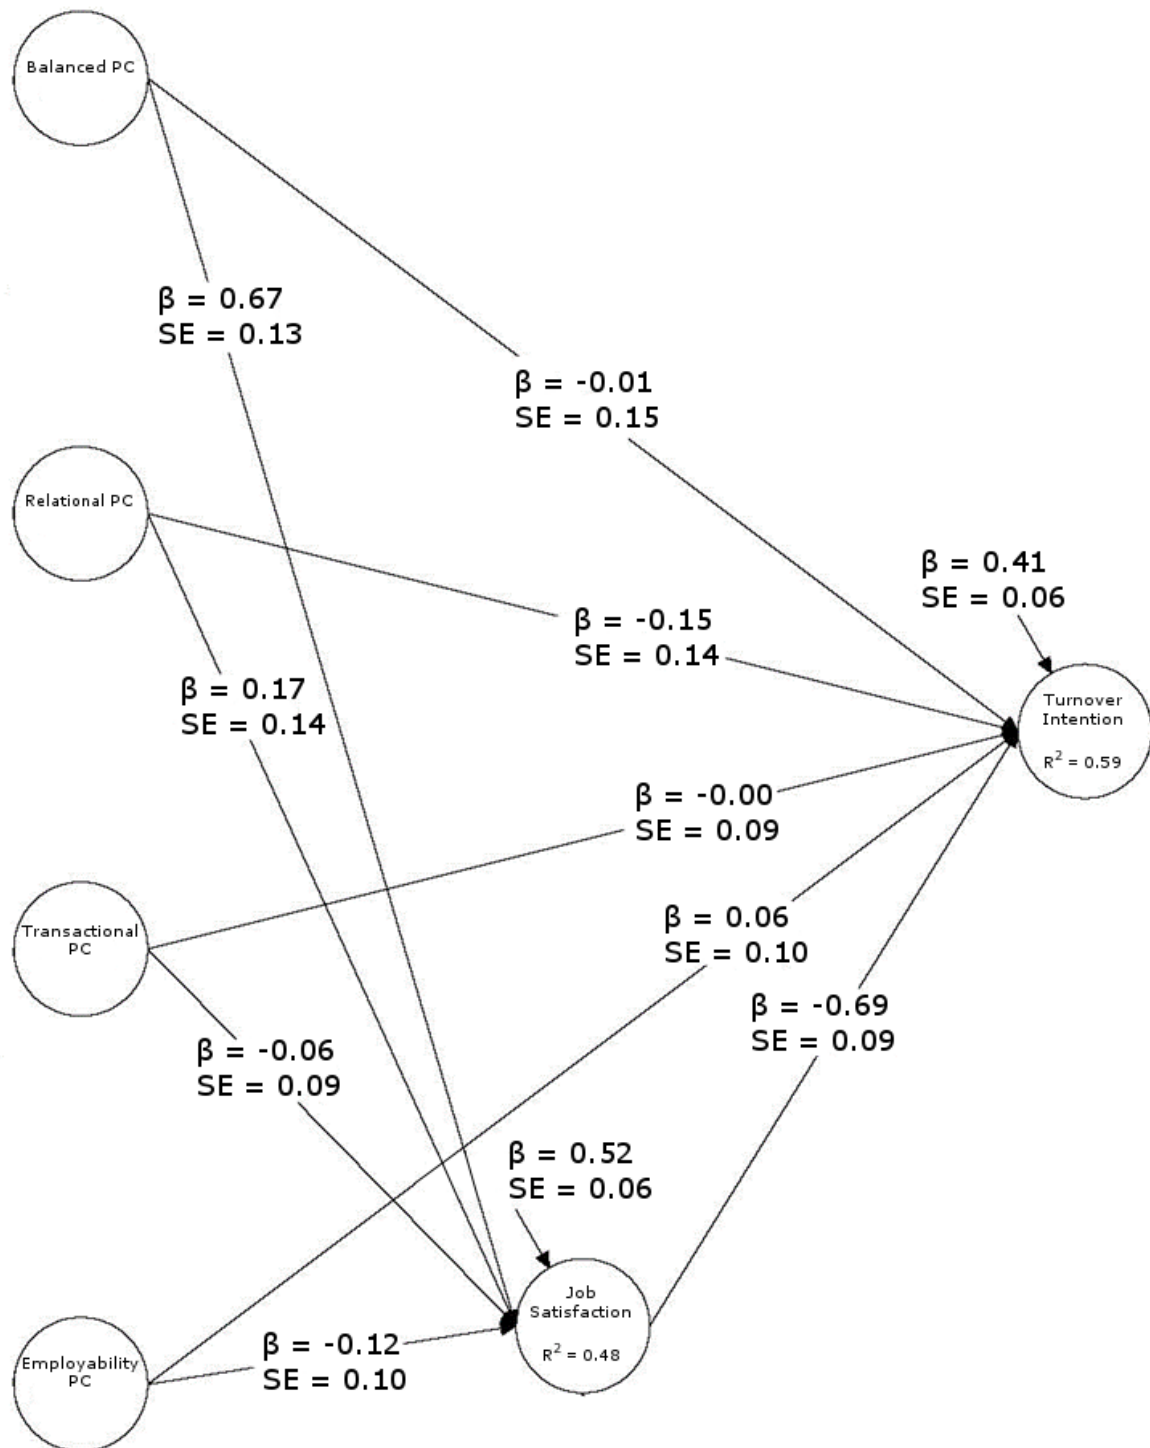 Balanced PC
β = 0.67
SE = 0.13
β = -0.01
SE = 0.15
Relational PC
β = 0.41
SE = 0.06
β = -0.15
SE = 0.14
β = 0.17
SE = 0.14
Turnover
Intention
R² = 0.59
β = -0.00
SE = 0.09
Transactional
PC
β = 0.06
SE = 0.10
β = -0.69
SE = 0.09
β = -0.06
SE = 0.09
β = 0.52
SE = 0.06
Job
Satisfaction
R² = 0.48
Employability
PC
β = -0.12
SE = 0.10